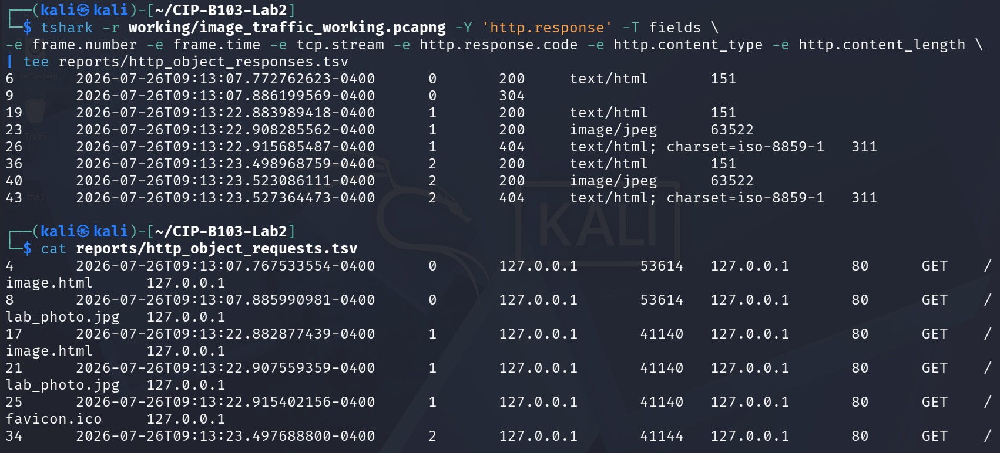 ┌──(kali㉿kali)-[~/CIP-B103-Lab2]
└─$ tshark -r working/image_traffic_working.pcapng -Y 'http.response' -T fields \
-e frame.number -e frame.time -e tcp.stream -e http.response.code -e http.content_type -e http.content_length \
| tee reports/http_object_responses.tsv
6	2026-07-26T09:13:07.772762623-0400	0	200	text/html	151
9	2026-07-26T09:13:07.886199569-0400	0	304
19	2026-07-26T09:13:22.883989418-0400	1	200	text/html	151
23	2026-07-26T09:13:22.908285562-0400	1	200	image/jpeg	63522
26	2026-07-26T09:13:22.915685487-0400	1	404	text/html; charset=iso-8859-1	311
36	2026-07-26T09:13:23.498968759-0400	2	200	text/html	151
40	2026-07-26T09:13:23.523086111-0400	2	200	image/jpeg	63522
43	2026-07-26T09:13:23.527364473-0400	2	404	text/html; charset=iso-8859-1	311
┌──(kali㉿kali)-[~/CIP-B103-Lab2]
└─$ cat reports/http_object_requests.tsv
4	2026-07-26T09:13:07.767533554-0400	0	127.0.0.1	53614	127.0.0.1	80	GET	/
image.html	127.0.0.1
8	2026-07-26T09:13:07.885990981-0400	0	127.0.0.1	53614	127.0.0.1	80	GET	/
lab_photo.jpg	127.0.0.1
17	2026-07-26T09:13:22.882877439-0400	1	127.0.0.1	41140	127.0.0.1	80	GET	/
image.html	127.0.0.1
21	2026-07-26T09:13:22.907559359-0400	1	127.0.0.1	41140	127.0.0.1	80	GET	/
lab_photo.jpg	127.0.0.1
25	2026-07-26T09:13:22.915402156-0400	1	127.0.0.1	41140	127.0.0.1	80	GET	/
favicon.ico	127.0.0.1
34	2026-07-26T09:13:23.497688800-0400	2	127.0.0.1	41144	127.0.0.1	80	GET	/
File System
Trash
mp3
KALI